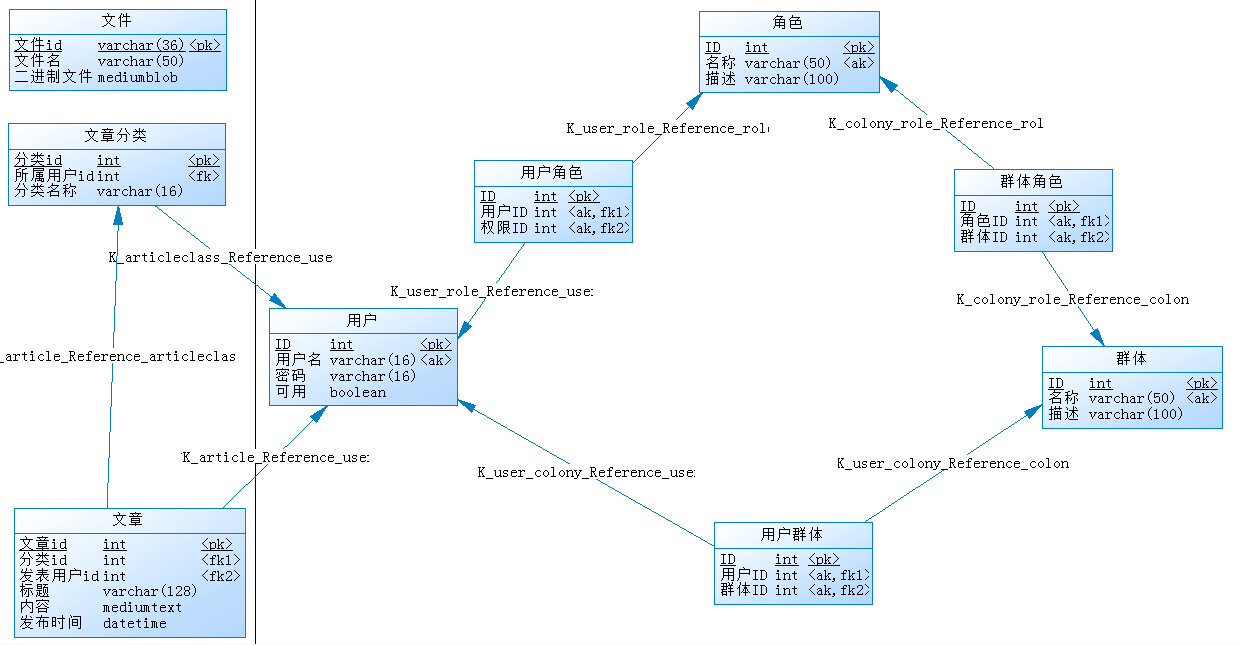 文件
文件id varchar(36) <pk>
文件名 varchar(50)
二进制文件 mediumblob
文章分类
分类id int <pk>
所属用户id int <fk>
分类名称 varchar(16)
K_articleclass_Reference_use
_article_Reference_articleclas
用户
ID int <pk>
用户名 varchar(16) <ak>
密码 varchar(16)
可用 boolean
K_article_Reference_use
文章
文章id int <pk>
分类id int <fk1>
发表用户id int <fk2>
标题 varchar(128)
内容 mediumtext
发布时间 datetime
角色
ID int <pk>
名称 varchar(50) <ak>
描述 varchar(100)
K_user_role_Reference_role
K_colony_role_Reference_rol
用户角色
ID int <pk>
用户ID int <ak,fk1>
权限ID int <ak,fk2>
K_user_role_Reference_use
群体角色
ID int <pk>
角色ID int <ak,fk1>
群体ID int <ak,fk2>
K_colony_role_Reference_colon
群体
ID int <pk>
名称 varchar(50) <ak>
描述 varchar(100)
K_user_colony_Reference_use
K_user_colony_Reference_colon
用户群体
ID int <pk>
用户ID int <ak,fk1>
群体ID int <ak,fk2>